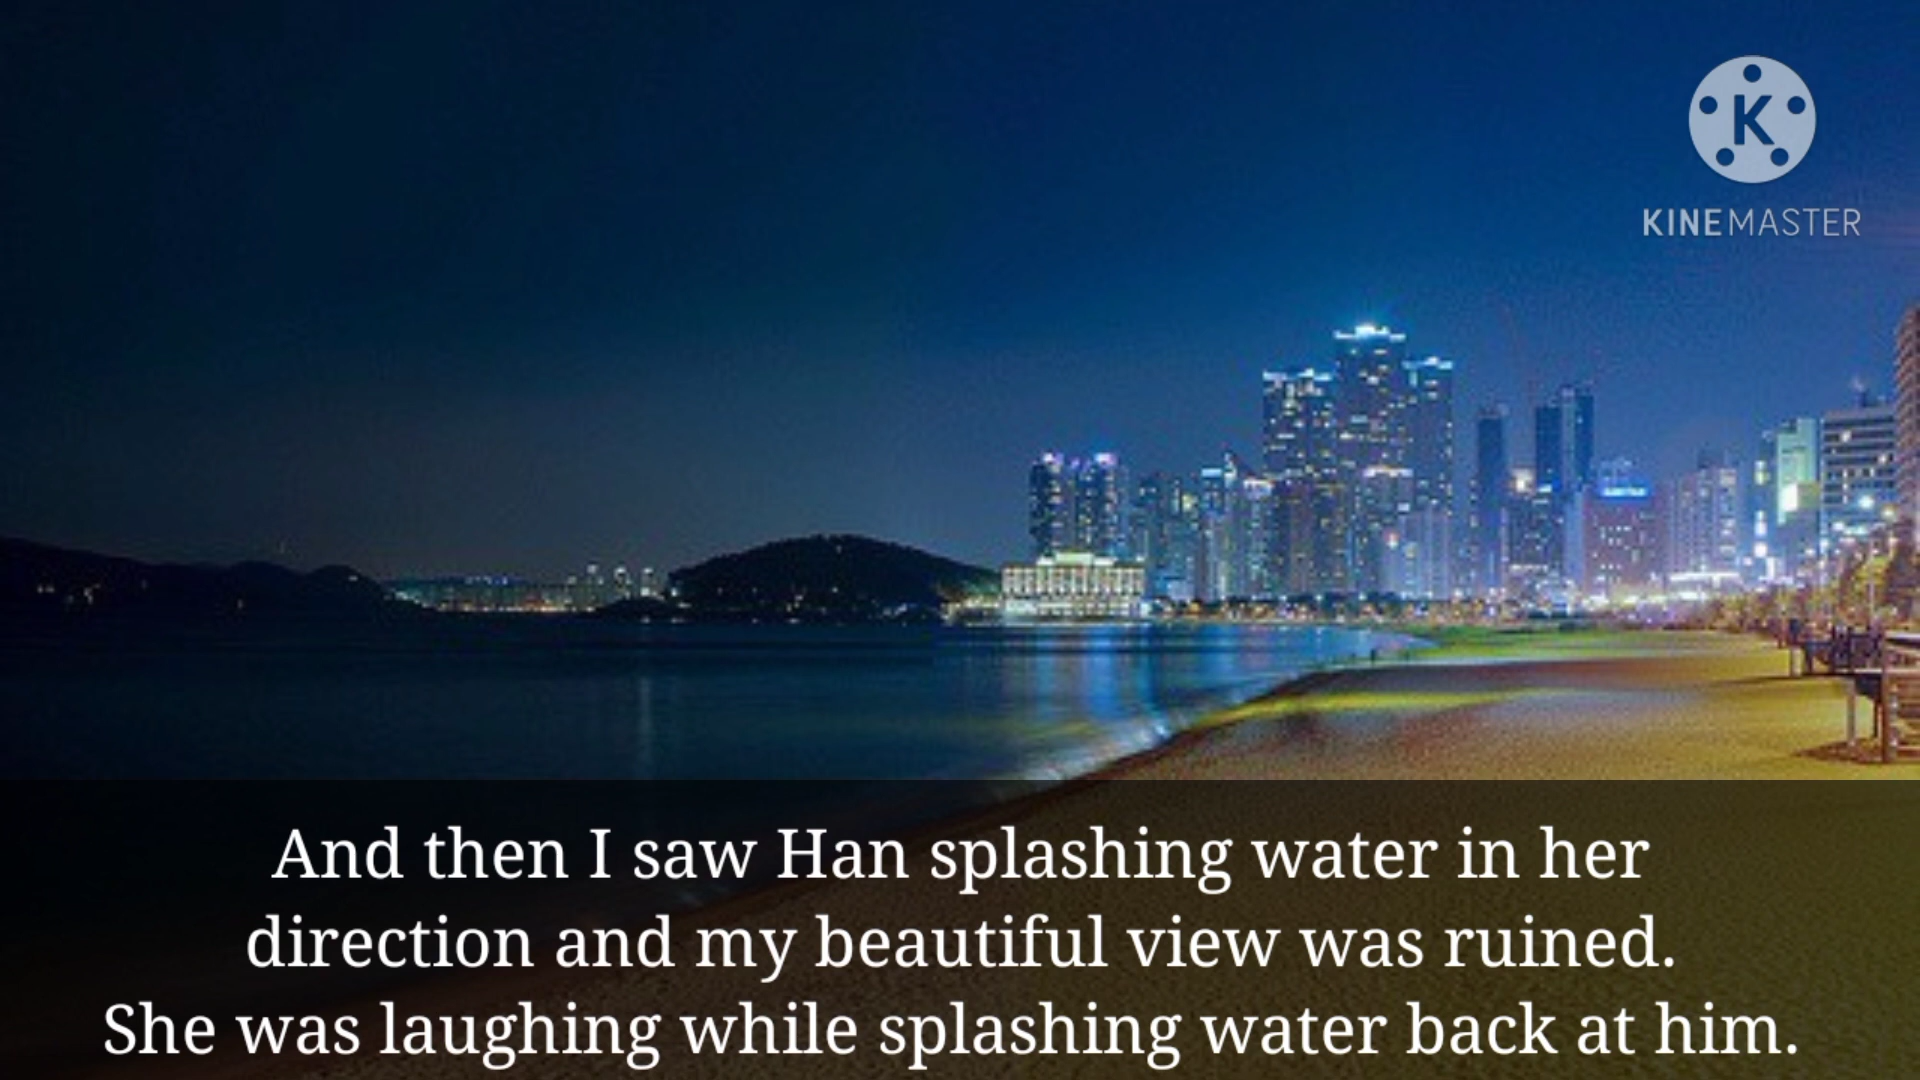 K
KINEMASTER
And then I saw Han splashing water in her
direction and my beautiful view was ruined.
She was laughing while splashing water back at him.